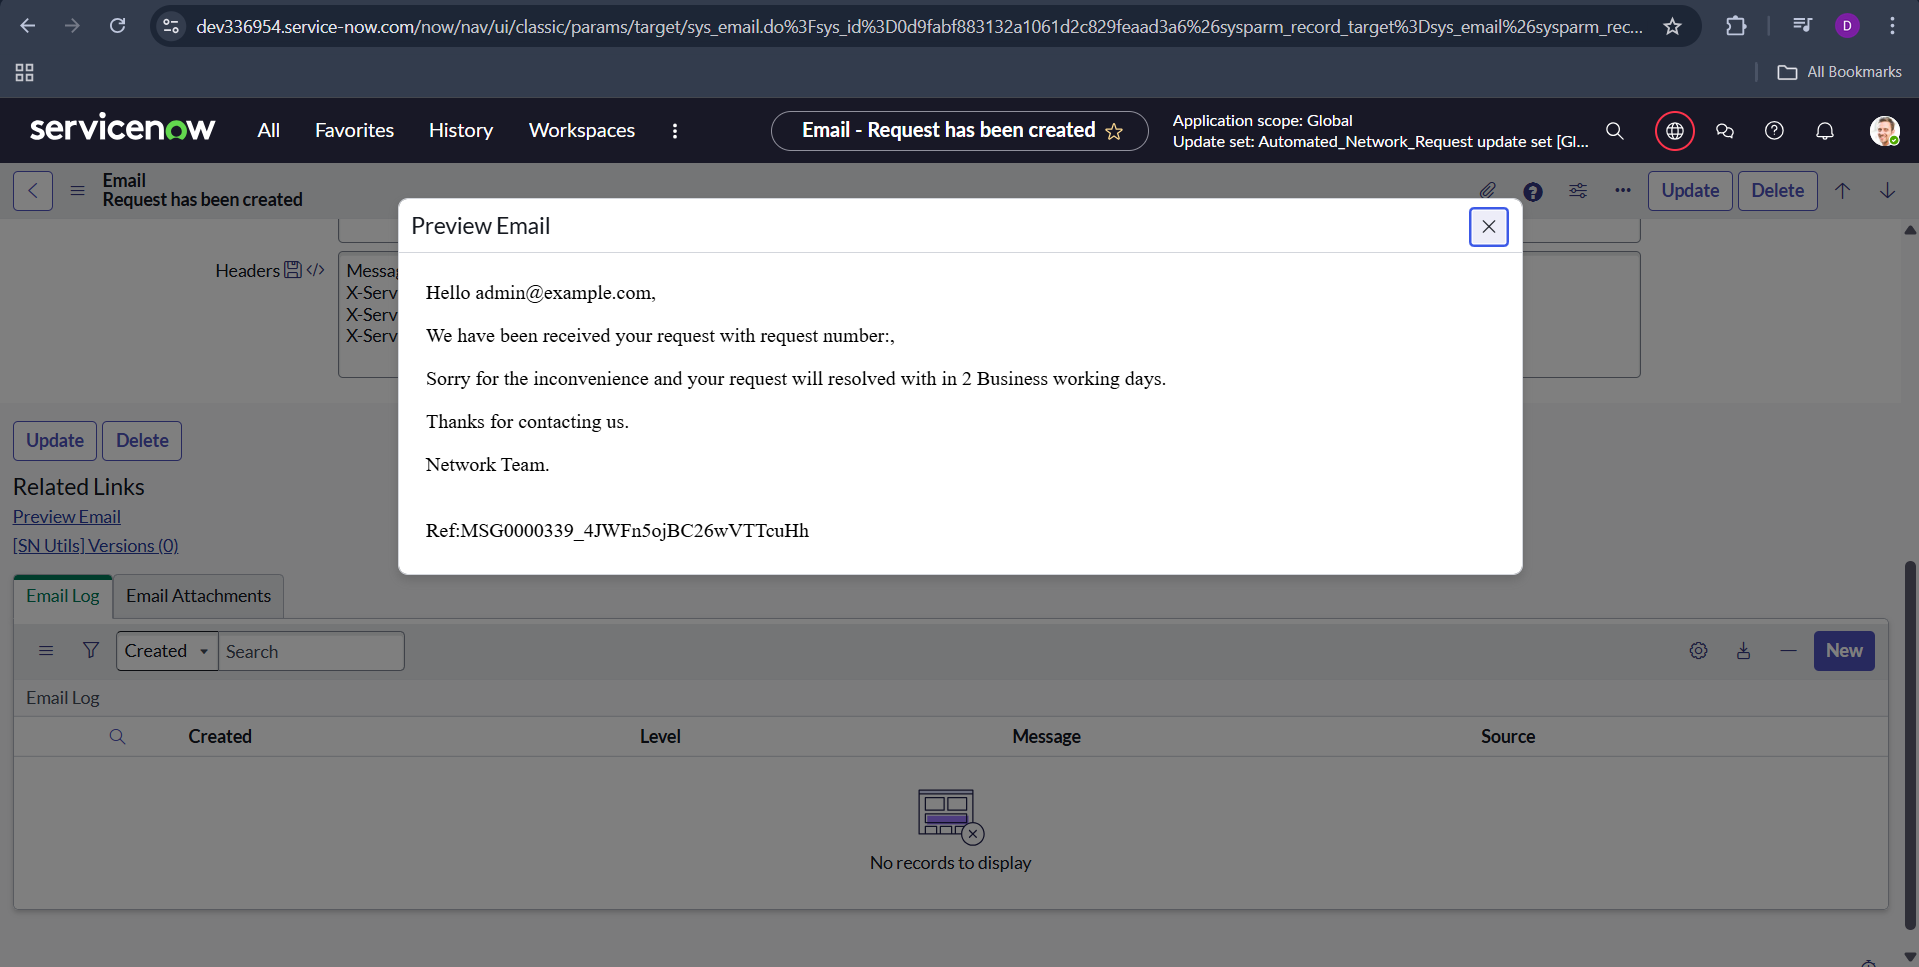 dev336954.service-now.com/now/nav/ui/classic/params/target/sys_email.do%3Fsys_id%3D0d9fabf883132a1061d2c829feaad3a6%26sysparm_record_target%3Dsys_email%26sysparm_rec...
D
All Bookmarks
servicenow
All
Favorites
History
Workspaces
Email - Request has been created
Application scope: Global
Update set: Automated_Network_Request update set [Gl...
Email
Request has been created
Update
Delete
Preview Email
Headers
Messa
X-Serv
X-Serv
X-Serv
Hello admin@example.com,
We have been received your request with request number:,
Sorry for the inconvenience and your request will resolved with in 2 Business working days.
Thanks for contacting us.
Network Team.
Ref:MSG0000339_4JWFn5ojBC26wVTTcuHh
Update
Delete
Related Links
Preview Email
[SN Utils] Versions (0)
Email Log
Email Attachments
Created
Search
New
Email Log
Created
Level
Message
Source
No records to display